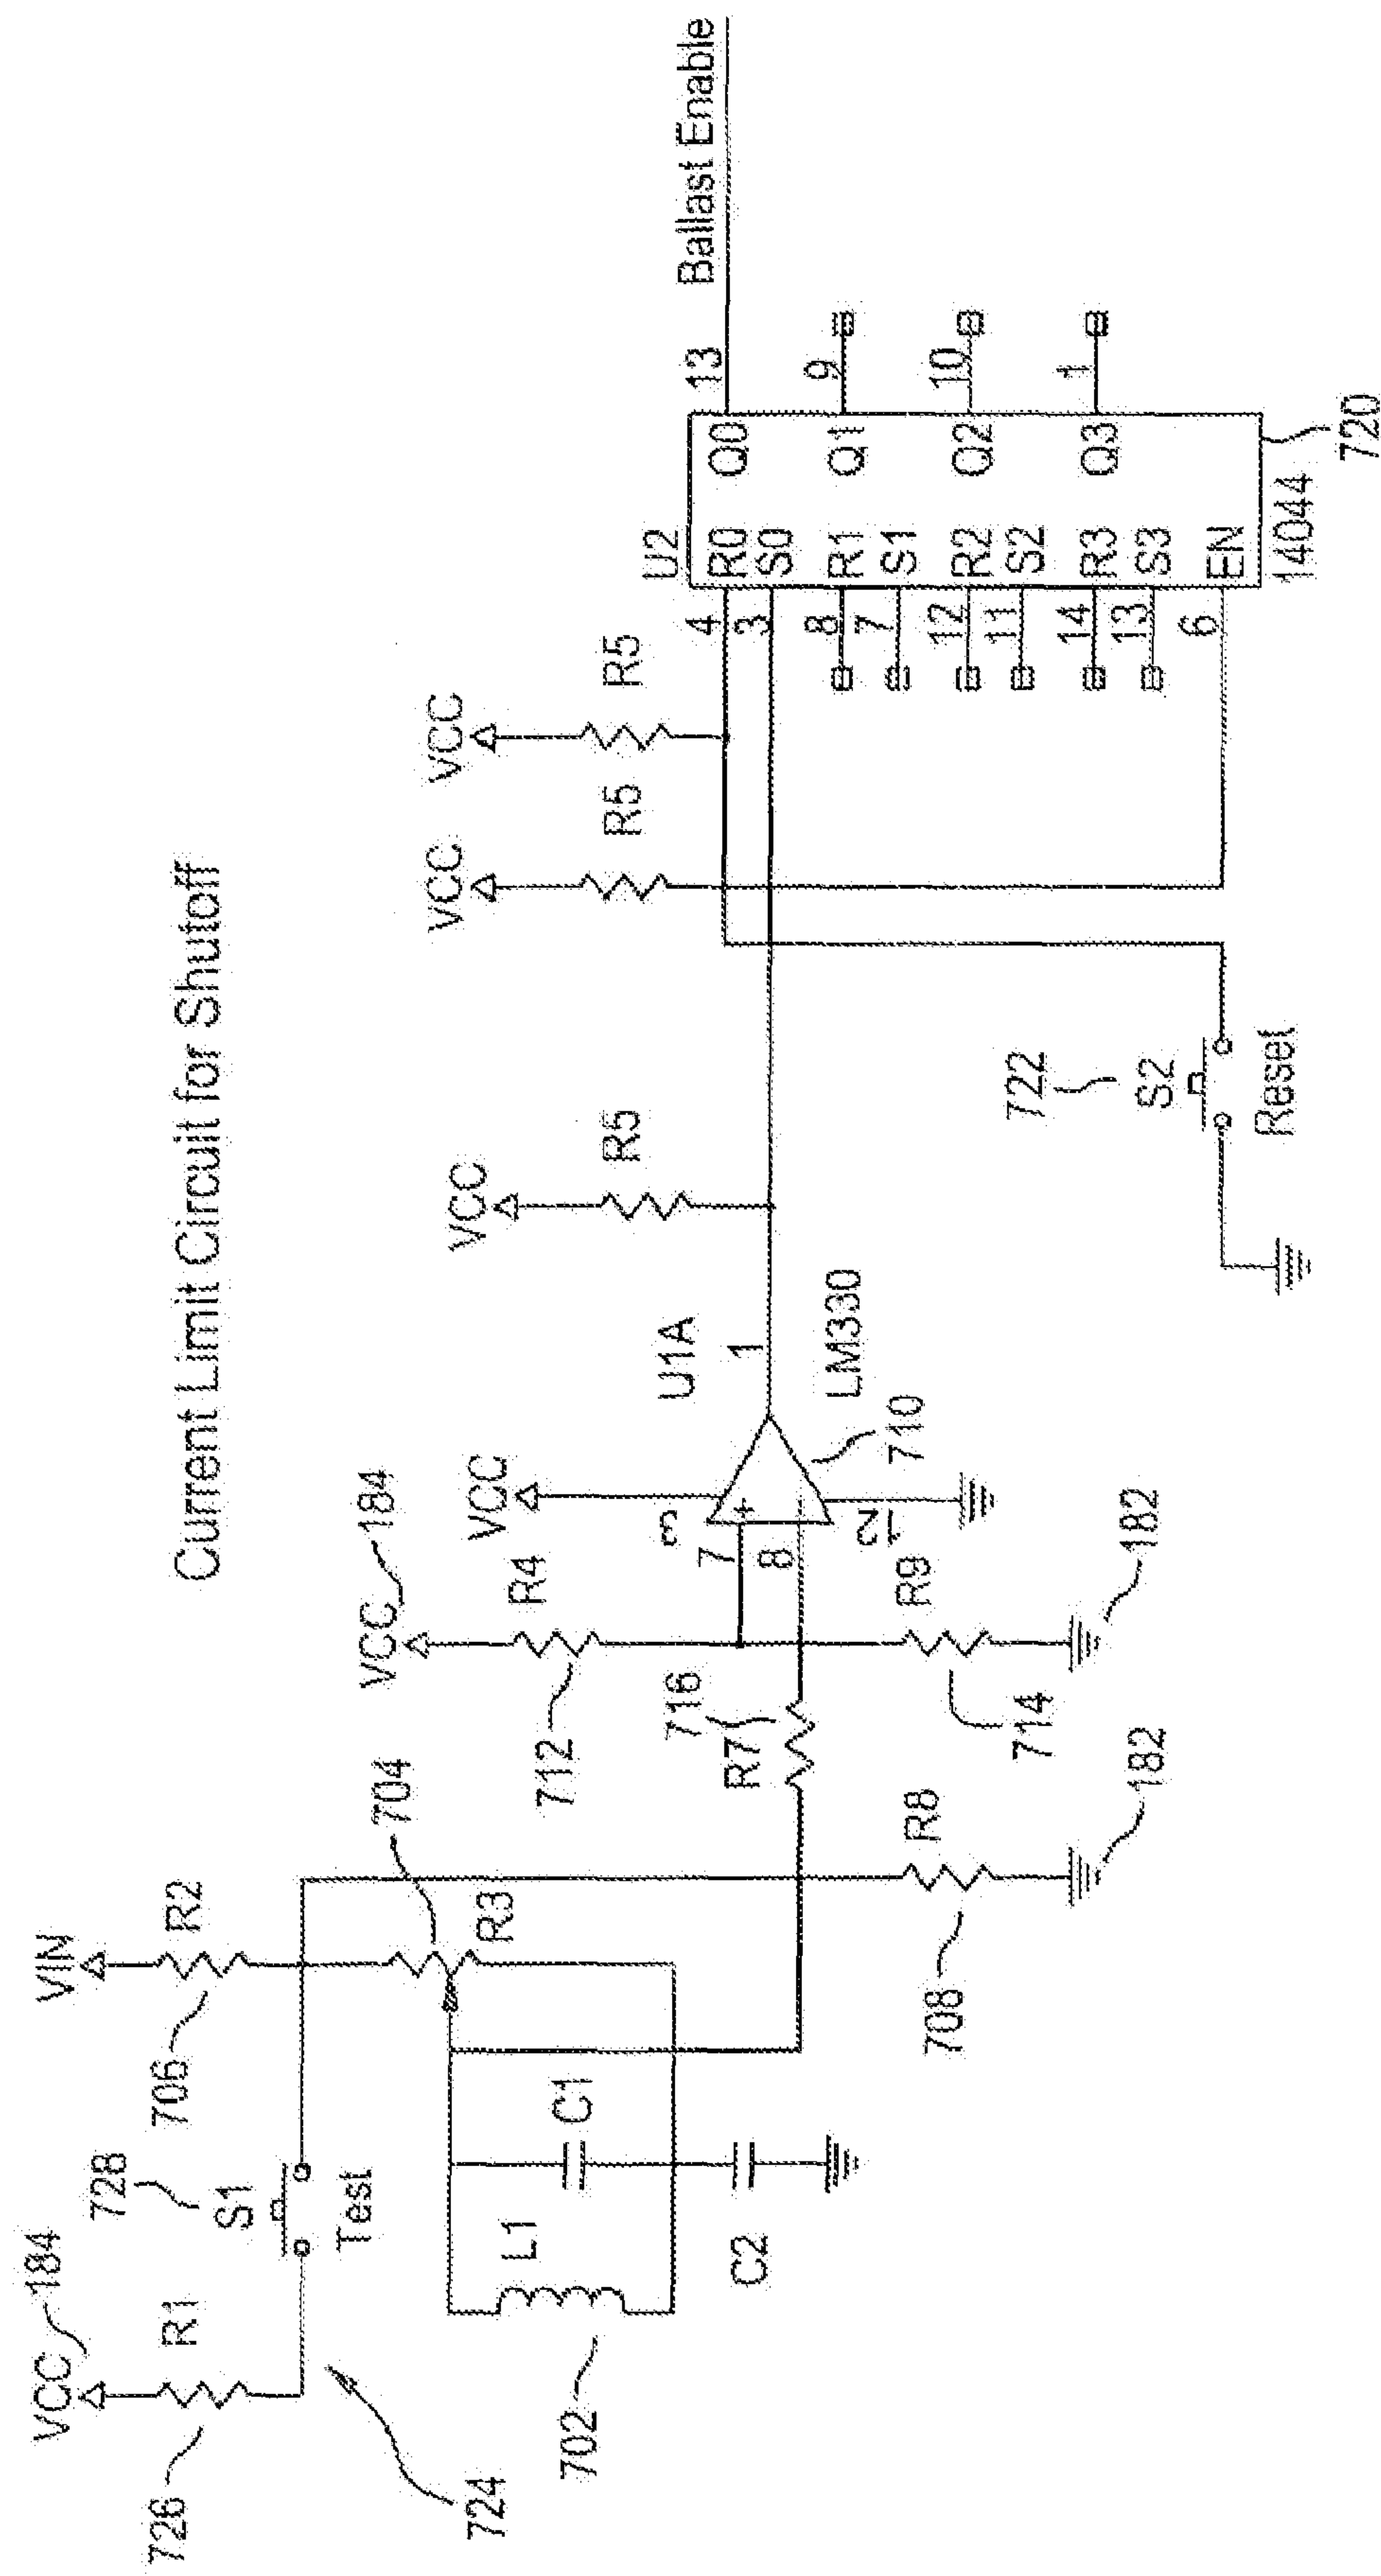 Current Limit Circuit for Shutoff
VCC
184
R1
726
724
728
S1
Test
VIN
R2
706
704
R3
L1
702
C1
C2
R8
708
182
VCC
184
R4
712
716
R7
R9
714
182
VCC
3
7
8
12
U1A
1
LM330
710
VCC
R5
VCC
R5
VCC
R5
722
S2
Reset
U2
4 R0 Q0 13
Ballast Enable
3 S0
8 R1 Q1 9
7 S1
12 R2 Q2 10
11 S2
14 R3 Q3 1
13 S3
6 EN
14044
720